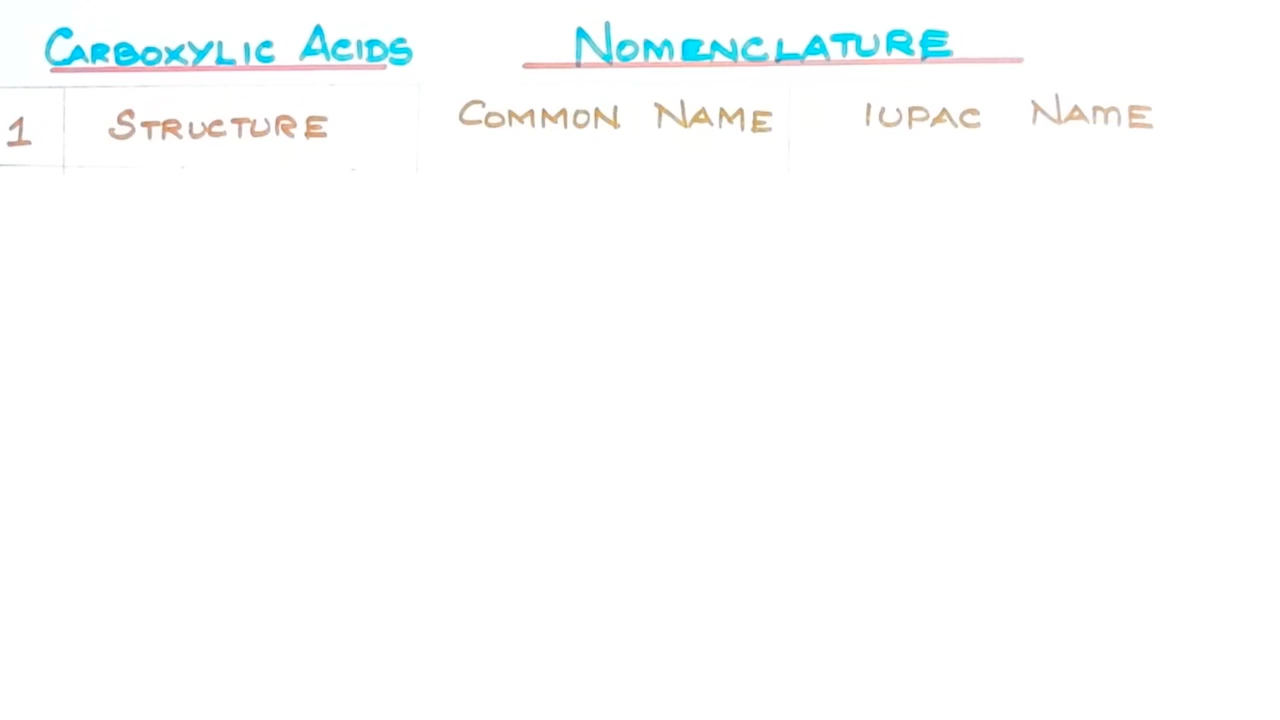 CARBOXYLIC ACIDS NOMENCLATURE
1 STRUCTURE COMMON NAME IUPAC NAME